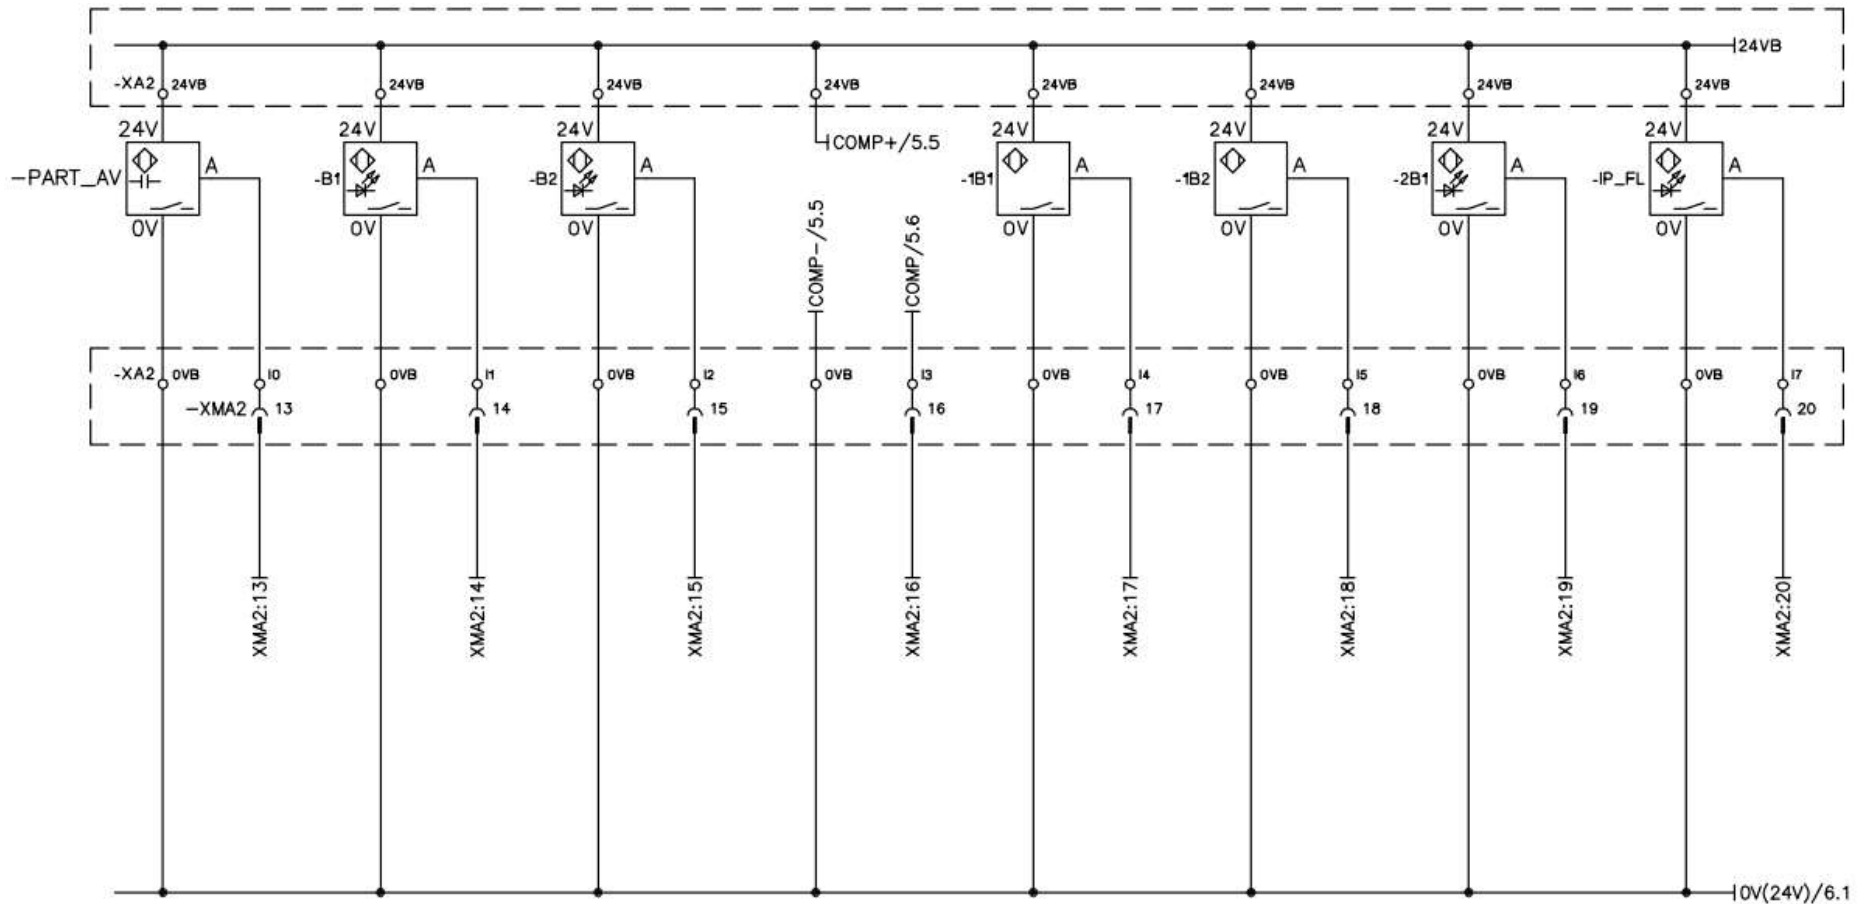 24VB
-XA2 24VB 24VB 24VB 24VB 24VB 24VB 24VB 24VB
24V 24V 24V COMP+/5.5 24V 24V 24V 24V
-PART_AV A -B1 A -B2 A -1B1 A -1B2 A -2B1 A -IP_FL A
0V 0V 0V 0V 0V 0V 0V
COMP-/5.5 COMP/5.6
-XA2 0VB I0 0VB I1 0VB I2 0VB I3 0VB I4 0VB I5 0VB I6 0VB I7
-XMA2 13 14 15 16 17 18 19 20
XMA2:13 XMA2:14 XMA2:15 XMA2:16 XMA2:17 XMA2:18 XMA2:19 XMA2:20
0V(24V)/6.1